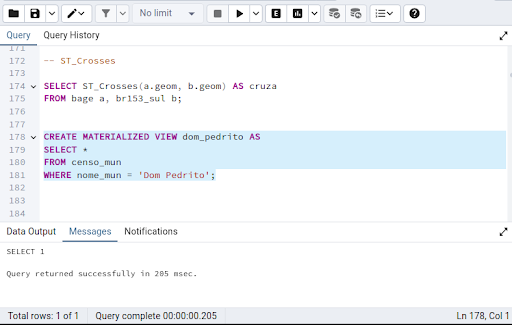 No limit
Query Query History
171
172 -- ST_Crosses
173
174 SELECT ST_Crosses(a.geom, b.geom) AS cruza
175 FROM bage a, br153_sul b;
176
177
178 CREATE MATERIALIZED VIEW dom_pedrito AS
179 SELECT *
180 FROM censo_mun
181 WHERE nome_mun = 'Dom Pedrito';
182
183
184
Data Output Messages Notifications
SELECT 1
Query returned successfully in 205 msec.
Total rows: 1 of 1 Query complete 00:00:00.205 Ln 178, Col 1